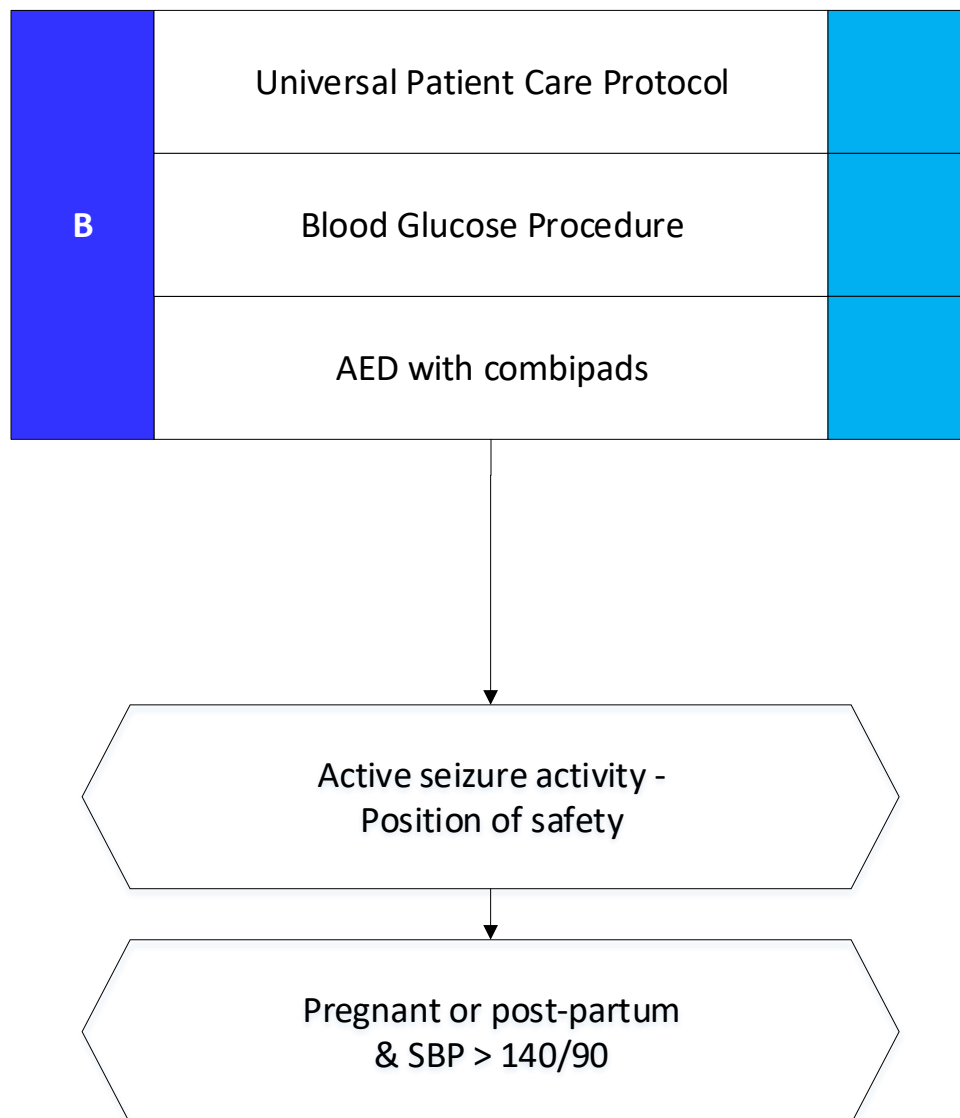 Universal Patient Care Protocol
B
Blood Glucose Procedure
AED with combipads
Active seizure activity -
Position of safety
Pregnant or post-partum
& SBP > 140/90